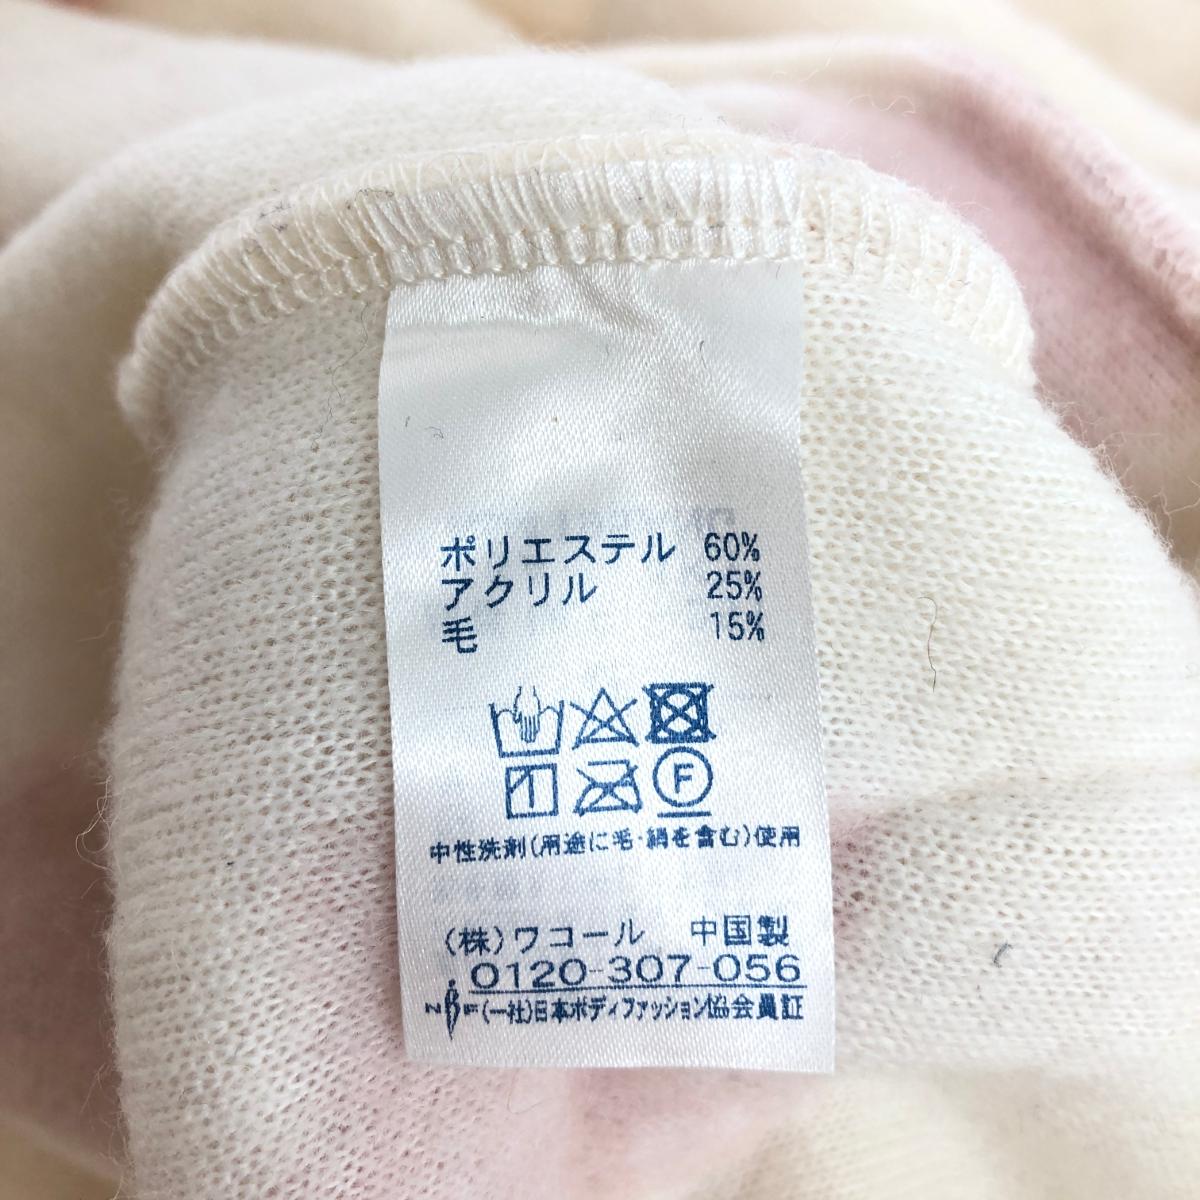 ポリエステル 60%
アクリル 25%
毛 15%
F
中性洗剤(用途に毛・絹を含む)使用
(株)ワコール 中国製
0120-307-056
NBF(一社)日本ボディファッション協会員証